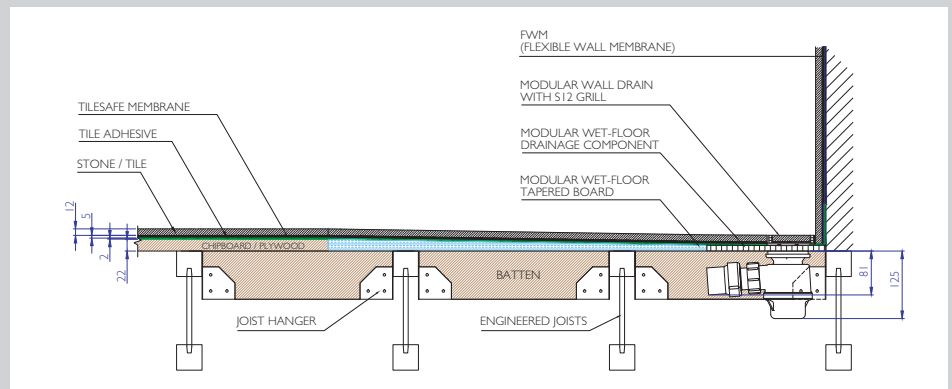 FWM
(FLEXIBLE WALL MEMBRANE)
MODULAR WALL DRAIN
WITH S12 GRILL
TILESAFE MEMBRANE
TILE ADHESIVE
MODULAR WET-FLOOR
DRAINAGE COMPONENT
STONE / TILE
MODULAR WET-FLOOR
TAPERED BOARD
12
5
2
22
CHIPBOARD / PLYWOOD
BATTEN
81
125
JOIST HANGER
ENGINEERED JOISTS